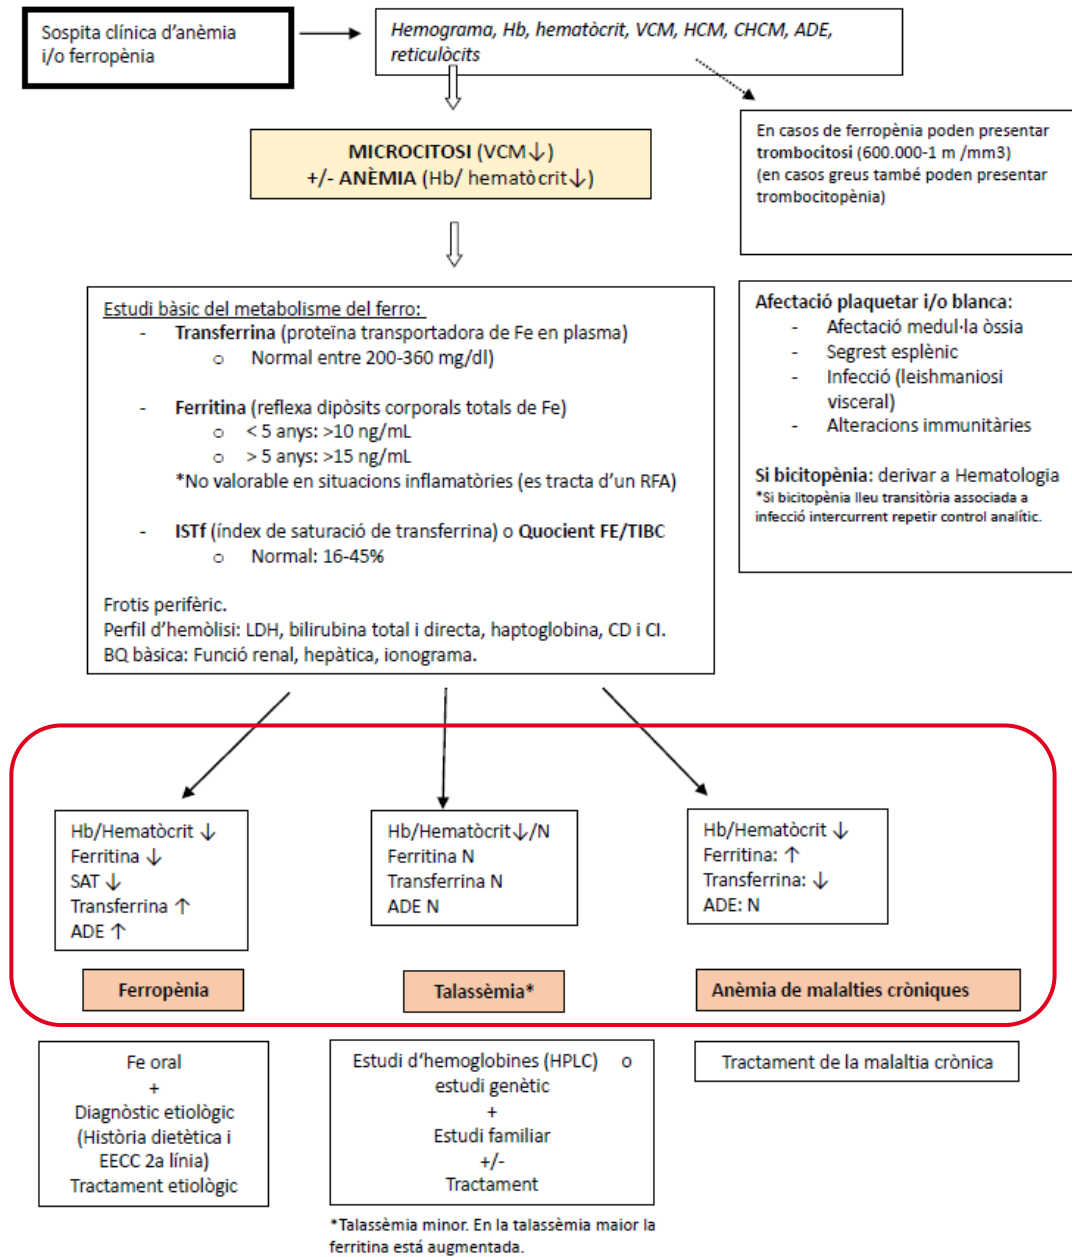 Sospita clínica d'anèmia
i/o ferropènia
Hemograma, Hb, hematòcrit, VCM, HCM, CHCM, ADE,
reticulòcits
MICROCITOSI (VCM↓)
+/- ANÈMIA (Hb/ hematòcrit↓)
En casos de ferropènia poden presentar
trombocitosi (600.000-1 m /mm3)
(en casos greus també poden presentar
trombocitopènia)
Estudi bàsic del metabolisme del ferro:
- Transferrina (proteïna transportadora de Fe en plasma)
o Normal entre 200-360 mg/dl)
- Ferritina (reflexa dipòsits corporals totals de Fe)
o < 5 anys: >10 ng/mL
o > 5 anys: >15 ng/mL
*No valorable en situacions inflamatòries (es tracta d'un RFA)
- ISTf (índex de saturació de transferrina) o Quocient FE/TIBC
o Normal: 16-45%
Frotis perifèric.
Perfil d'hemòlisi: LDH, bilirubina total i directa, haptoglobina, CD i CI.
BQ bàsica: Funció renal, hepàtica, ionograma.
Afectació plaquetar i/o blanca:
- Afectació medul·la òssia
- Segrest esplènic
- Infecció (leishmaniosi
visceral)
- Alteracions immunitàries
Si bicitopènia: derivar a Hematologia
*Si bicitopènia lleu transitòria associada a
infecció intercurrent repetir control analític.
Hb/Hematòcrit ↓
Ferritina ↓
SAT ↓
Transferrina ↑
ADE ↑
Hb/Hematòcrit↓/N
Ferritina N
Transferrina N
ADE N
Hb/Hematòcrit ↓
Ferritina: ↑
Transferrina: ↓
ADE: N
Ferropènia
Talassèmia*
Anèmia de malalties cròniques
Fe oral
+
Diagnòstic etiològic
(Història dietètica i
EECC 2a línia)
Tractament etiològic
Estudi d'hemoglobines (HPLC) o
estudi genètic
+
Estudi familiar
+/-
Tractament
Tractament de la malaltia crònica
*Talassèmia minor. En la talassèmia maior la
ferritina está augmentada.